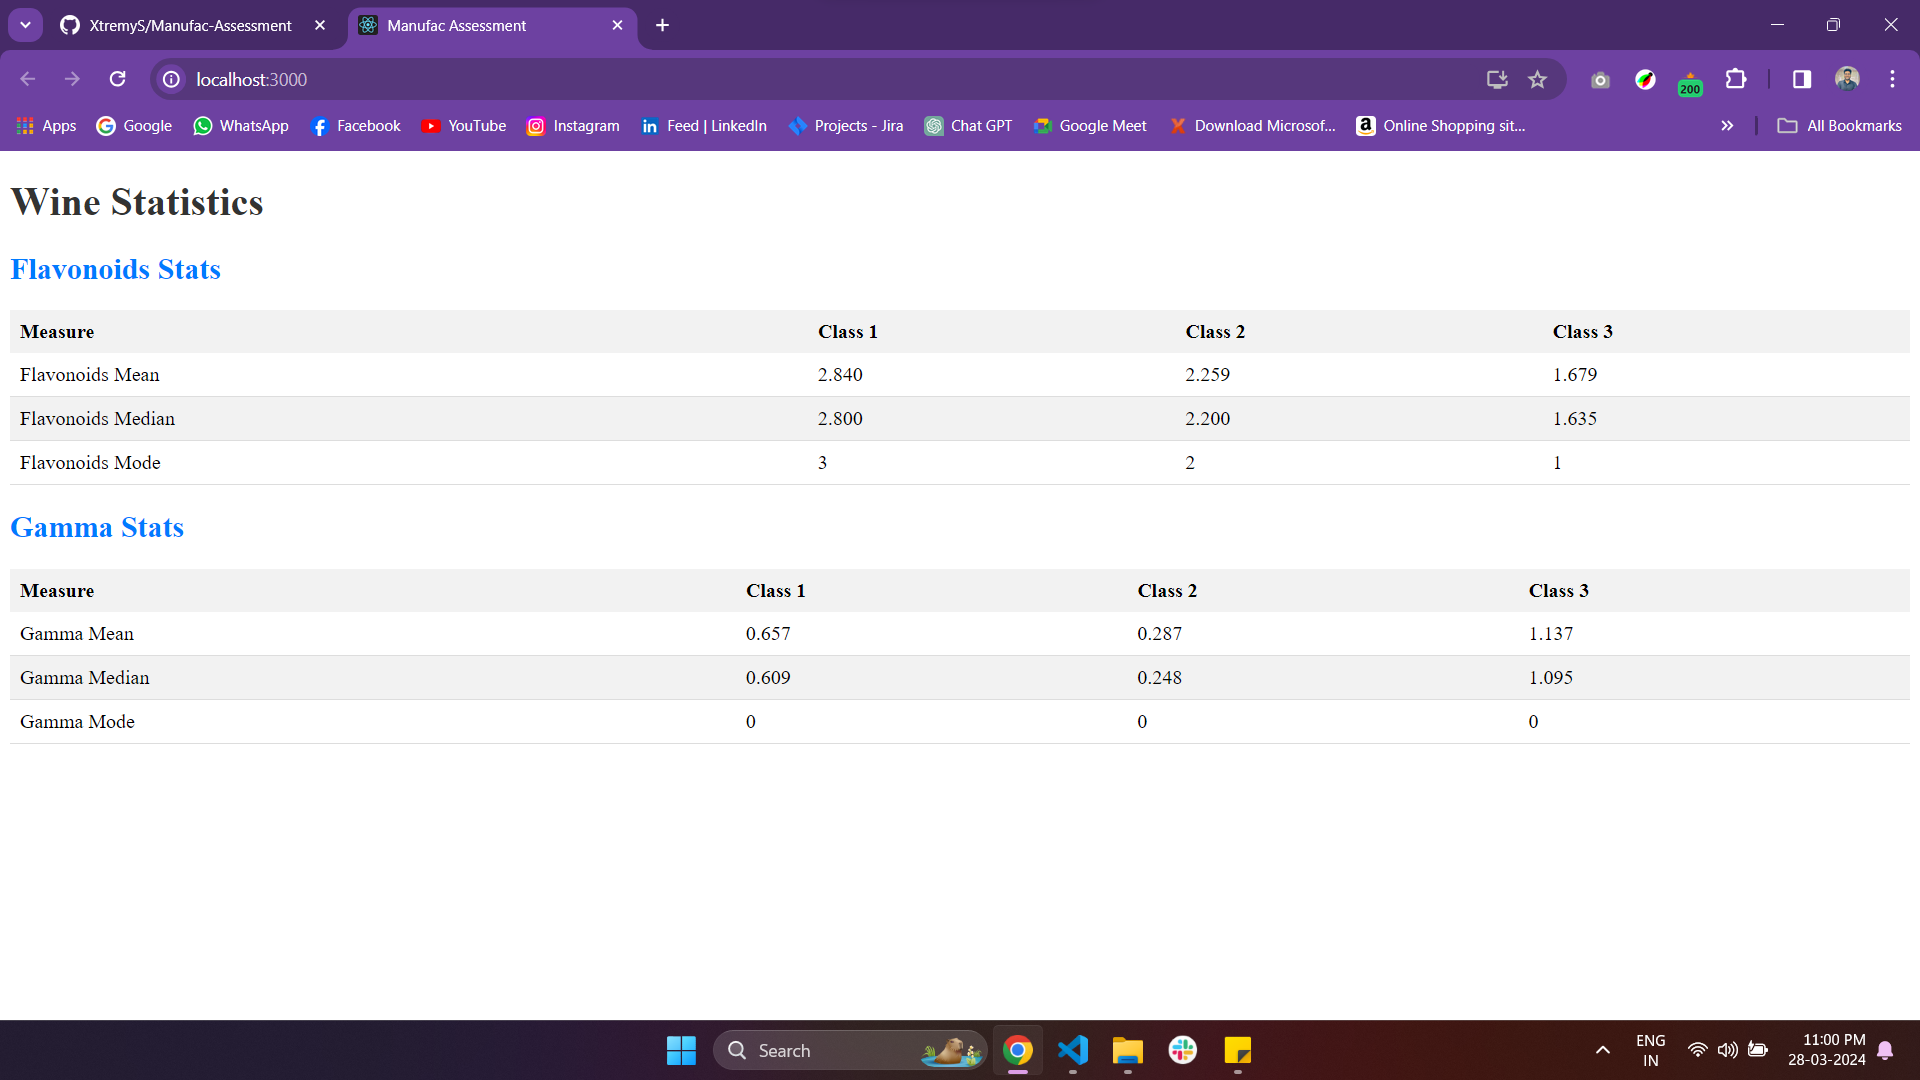 XtremyS/Manufac-Assessment
Manufac Assessment
localhost:3000
200
Apps Google WhatsApp Facebook YouTube Instagram Feed | LinkedIn Projects - Jira Chat GPT Google Meet Download Microsof... Online Shopping sit... All Bookmarks
Wine Statistics
Flavonoids Stats
Measure Class 1 Class 2 Class 3
Flavonoids Mean 2.840 2.259 1.679
Flavonoids Median 2.800 2.200 1.635
Flavonoids Mode 3 2 1
Gamma Stats
Measure Class 1 Class 2 Class 3
Gamma Mean 0.657 0.287 1.137
Gamma Median 0.609 0.248 1.095
Gamma Mode 0 0 0
Search
ENG
IN
11:00 PM
28-03-2024